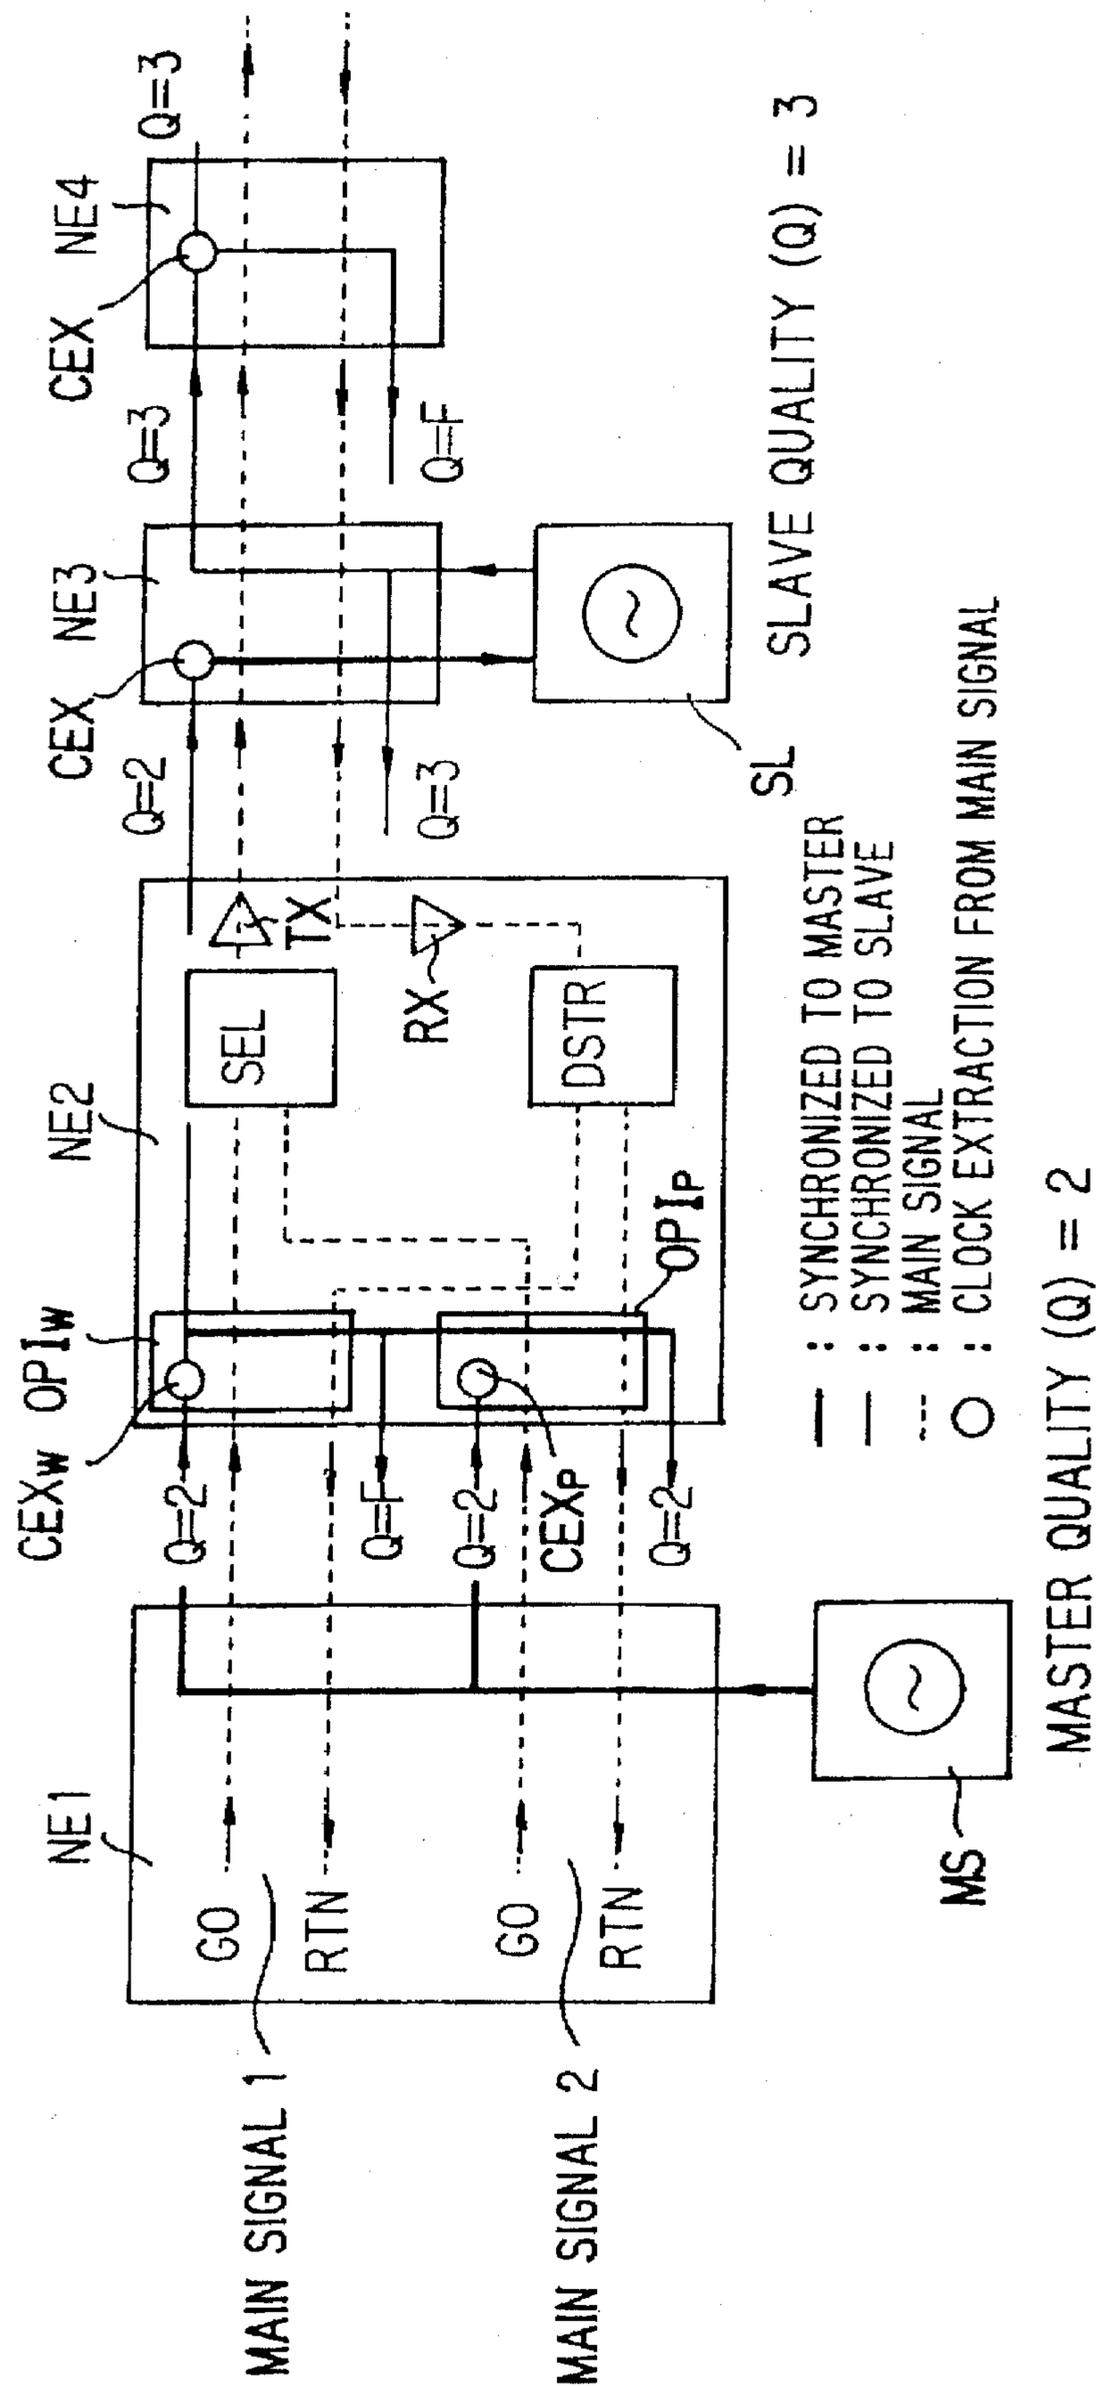 MAIN SIGNAL 1
MAIN SIGNAL 2
NE1
GO
RTN
GO
RTN
MS
CEXW
OPIW
NE2
Q=2
Q=F
Q=2
CEXP
Q=2
OPIP
SEL
DSTR
TX
RX
CEX
NE3
Q=2
Q=3
SL
CEX
NE4
Q=3
Q=F
Q=3
SLAVE QUALITY (Q) = 3
: SYNCHRONIZED TO MASTER
: SYNCHRONIZED TO SLAVE
: MAIN SIGNAL
: CLOCK EXTRACTION FROM MAIN SIGNAL
MASTER QUALITY (Q) = 2